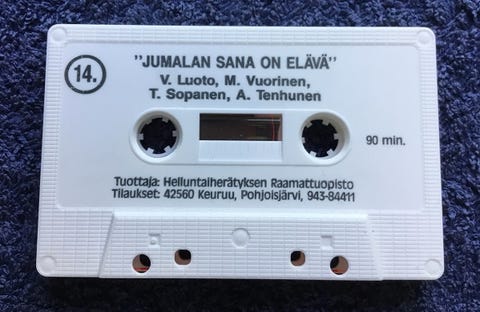 14.
"JUMALAN SANA ON ELÄVÄ"
V. Luoto, M. Vuorinen,
T. Sopanen, A. Tenhunen
90 min.
Tuottaja: Helluntaiherätyksen Raamattuopisto
Tilaukset: 42560 Keuruu, Pohjoisjärvi, 943-84411